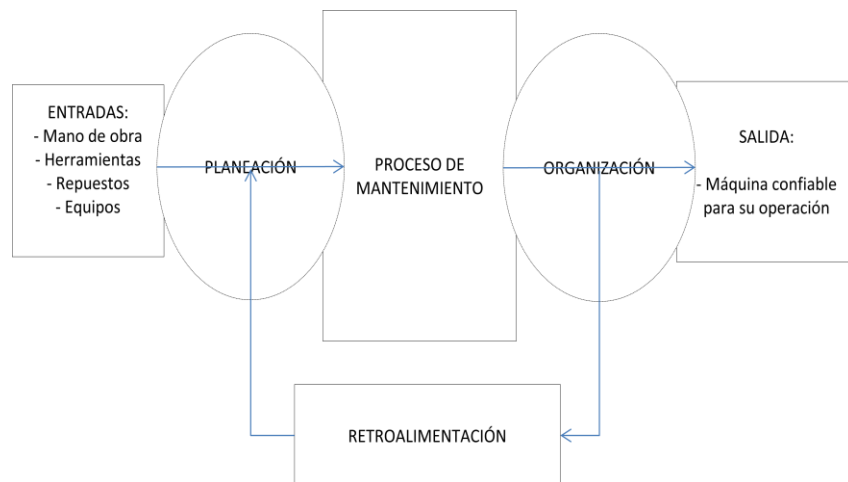 ENTRADAS:
- Mano de obra
- Herramientas
- Repuestos
- Equipos
PLANEACIÓN
PROCESO DE
MANTENIMIENTO
ORGANIZACIÓN
SALIDA:
- Máquina confiable
para su operación
RETROALIMENTACIÓN